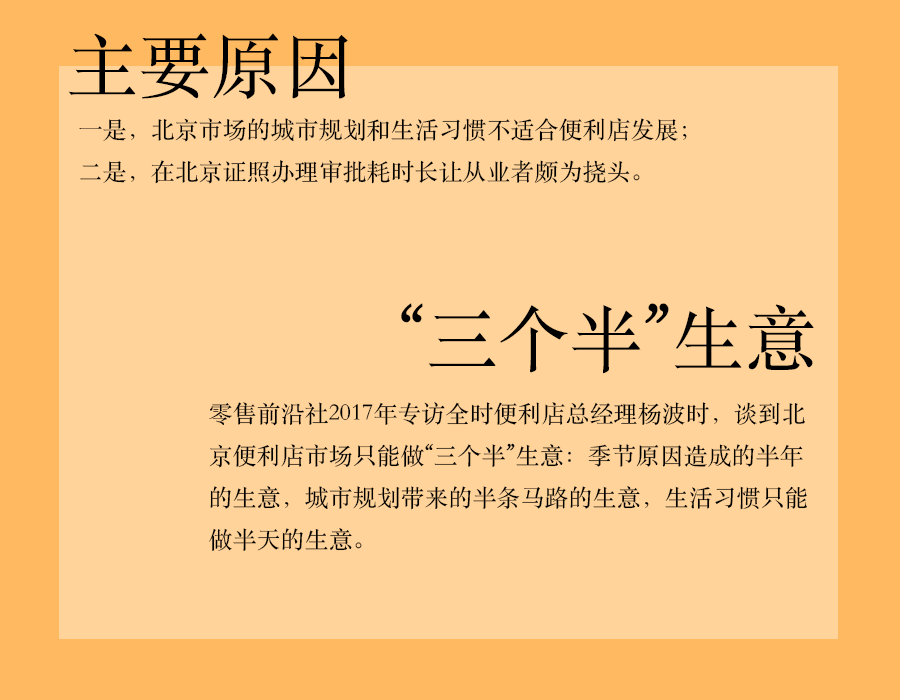 主要原因
一是，北京市场的城市规划和生活习惯不适合便利店发展；
二是，在北京证照办理审批耗时长让从业者颇为挠头。
“三个半”生意
零售前沿社2017年专访全时便利店总经理杨波时，谈到北
京便利店市场只能做“三个半”生意：季节原因造成的半年
的生意，城市规划带来的半条马路的生意，生活习惯只能
做半天的生意。